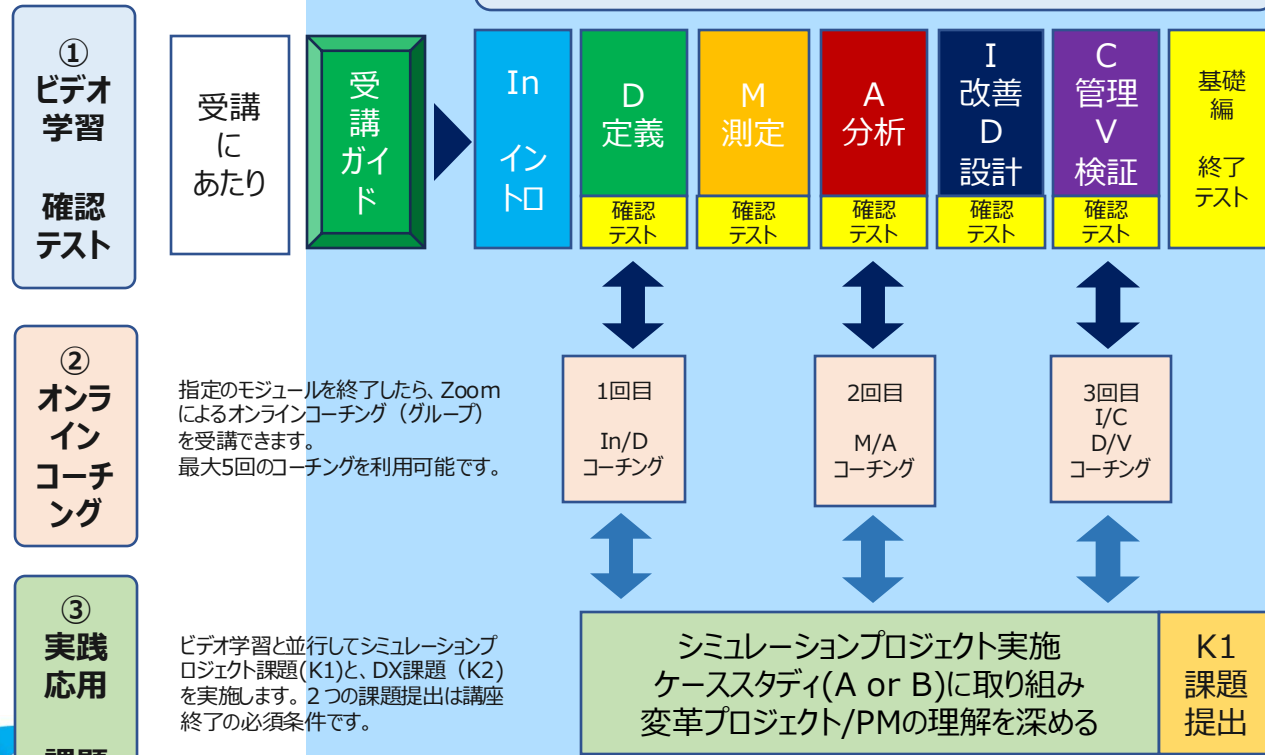 ①
ビデオ
学習
確認
テスト
受講
に
あたり
受
講
ガイ
ド
In
イン
トロ
D
定義
確認
テスト
M
測定
確認
テスト
A
分析
確認
テスト
I
改善
D
設計
確認
テスト
C
管理
V
検証
確認
テスト
基礎
編
終了
テスト
②
オンラ
イン
コーチ
ング
指定のモジュールを終了したら、Zoom
によるオンラインコーチング（グループ）
を受講できます。
最大5回のコーチングを利用可能です。
1回目
In/D
コーチング
2回目
M/A
コーチング
3回目
I/C
D/V
コーチング
③
実践
応用
課題
ビデオ学習と並行してシミュレーションプ
ロジェクト課題(K1)と、DX課題（K2）
を実施します。２つの課題提出は講座
終了の必須条件です。
シミュレーションプロジェクト実施
ケーススタディ(A or B)に取り組み
変革プロジェクト/PMの理解を深める
K1
課題
提出